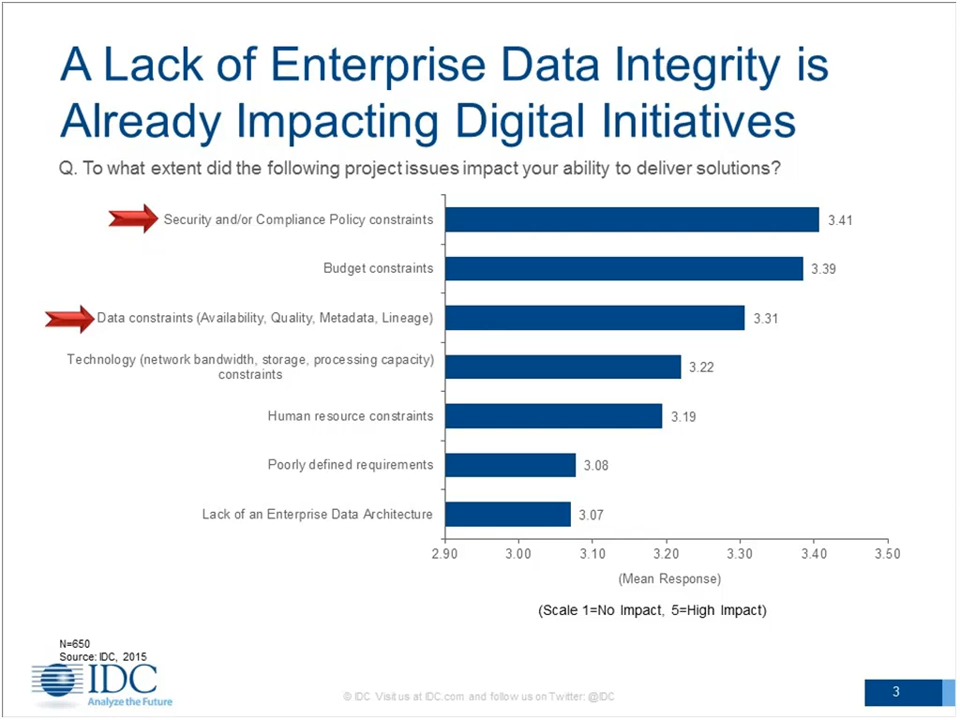 A Lack of Enterprise Data Integrity is
Already Impacting Digital Initiatives
Q. To what extent did the following project issues impact your ability to deliver solutions?
Security and/or Compliance Policy constraints
3.41
Budget constraints
3.39
Data constraints (Availability, Quality, Metadata, Lineage)
3.31
Technology (network bandwidth, storage, processing capacity)
constraints
3.22
Human resource constraints
3.19
Poorly defined requirements
3.08
Lack of an Enterprise Data Architecture
3.07
2.90 3.00 3.10 3.20 3.30 3.40 3.50
(Mean Response)
(Scale 1=No Impact, 5=High Impact)
N=650
Source: IDC, 2015
IDC
Analyze the Future
© IDC Visit us at IDC.com and follow us on Twitter: @IDC
3